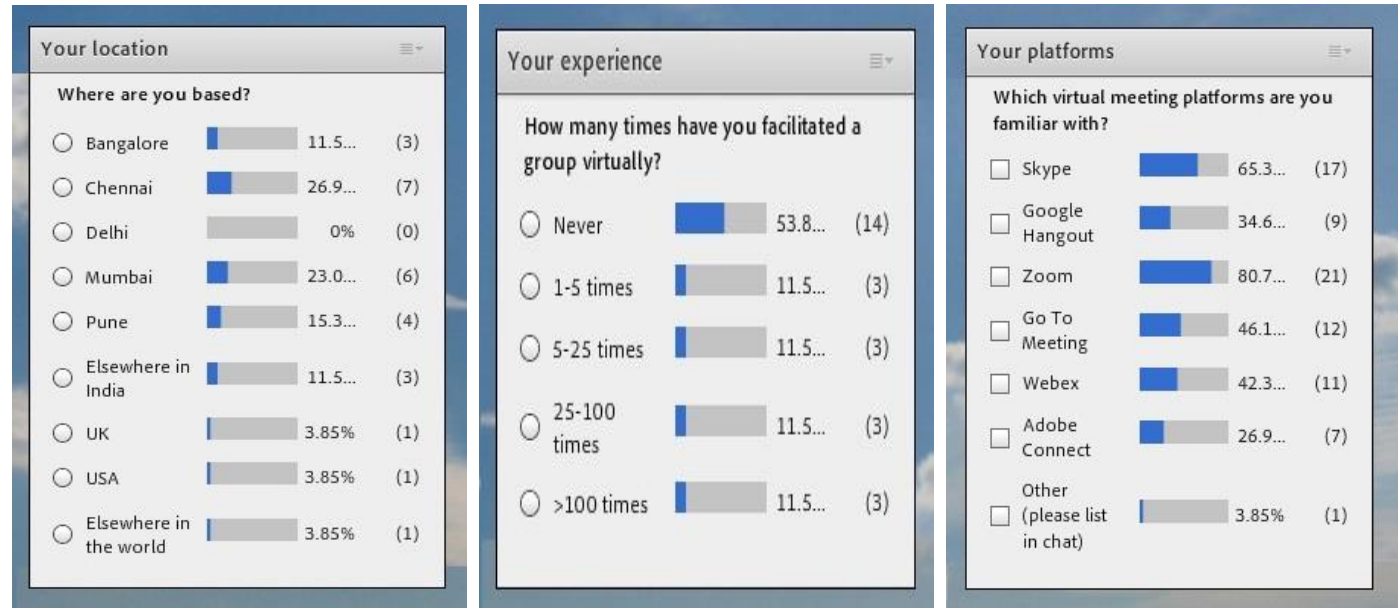 Your location
Where are you based?
Bangalore 11.5... (3)
Chennai 26.9... (7)
Delhi 0% (0)
Mumbai 23.0... (6)
Pune 15.3... (4)
Elsewhere in
India 11.5... (3)
UK 3.85% (1)
USA 3.85% (1)
Elsewhere in
the world 3.85% (1)
Your experience
How many times have you facilitated a
group virtually?
Never 53.8... (14)
1-5 times 11.5... (3)
5-25 times 11.5... (3)
25-100
times 11.5... (3)
>100 times 11.5... (3)
Your platforms
Which virtual meeting platforms are you
familiar with?
Skype 65.3... (17)
Google
Hangout 34.6... (9)
Zoom 80.7... (21)
Go To
Meeting 46.1... (12)
Webex 42.3... (11)
Adobe
Connect 26.9... (7)
Other
(please list 3.85% (1)
in chat)